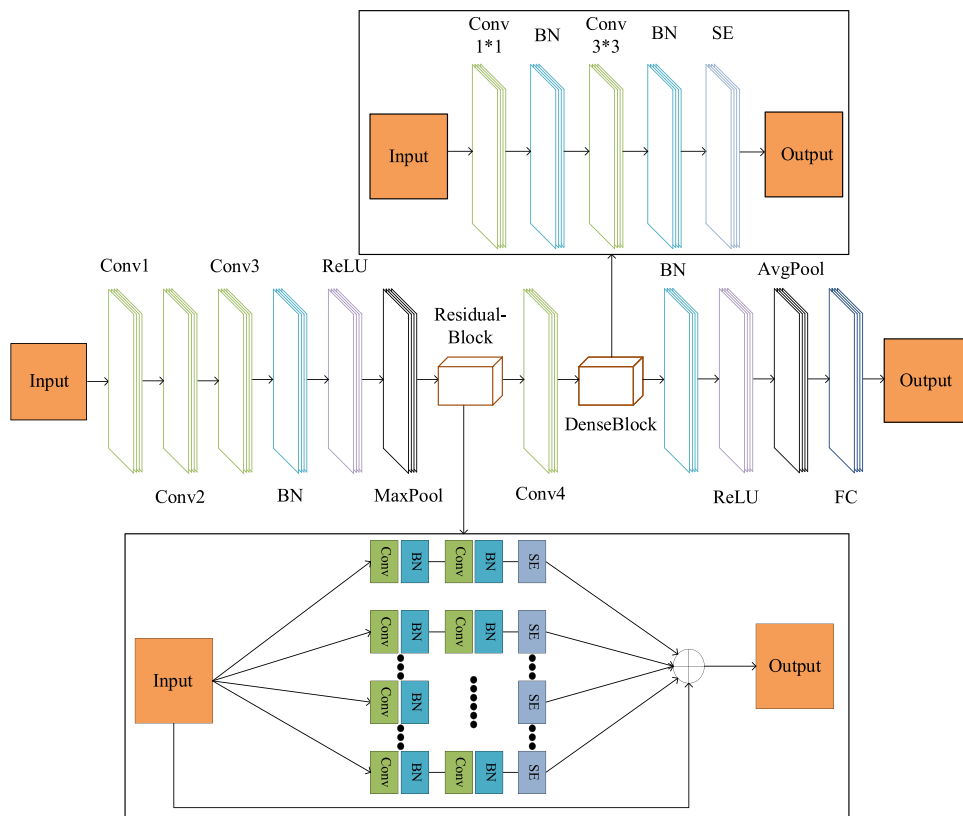 Conv
1*1
BN
Conv
3*3
BN
SE
Input
Output
Conv1
Conv3
ReLU
BN
AvgPool
Residual-
Block
Input
Output
DenseBlock
Conv2
BN
MaxPool
Conv4
ReLU
FC
Conv
BN
Conv
BN
SE
Conv
BN
Conv
BN
SE
Input
Output
Conv
BN
SE
Conv
BN
Conv
BN
SE